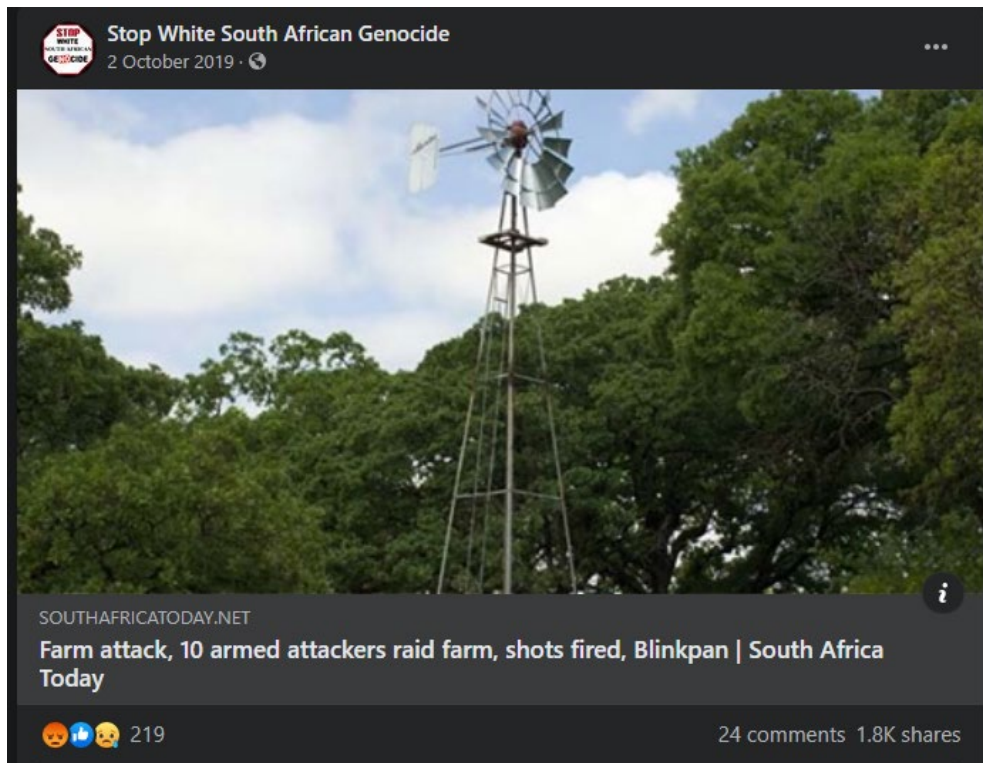 STOP
WHITE
SOUTH AFRICAN
GENOCIDE
Stop White South African Genocide
2 October 2019 ·
SOUTHAFRICATODAY.NET
Farm attack, 10 armed attackers raid farm, shots fired, Blinkpan | South Africa
Today
219
24 comments 1.8K shares